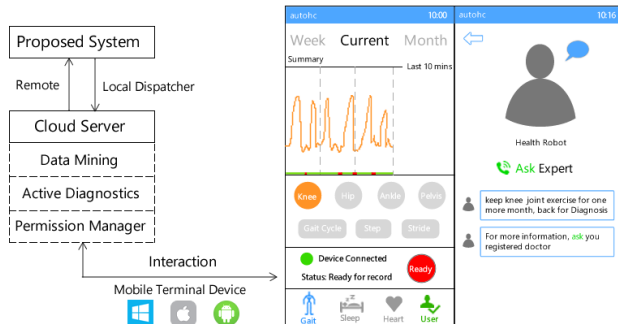 Proposed System
Remote
Local Dispatcher
Cloud Server
Data Mining
Active Diagnostics
Permission Manager
Interaction
Mobile Terminal Device
autohc 10:00
Week Current Month
Summary
Last 10 mins
Knee Hip Ankle Pelvis
Gait Cycle Step Stride
Device Connected
Status: Ready for record
Ready
Gait Sleep Heart User
autohc 10:16
Health Robot
Ask Expert
keep knee joint exercise for one
more month, back for Diagnosis
For more information, ask you
registered doctor